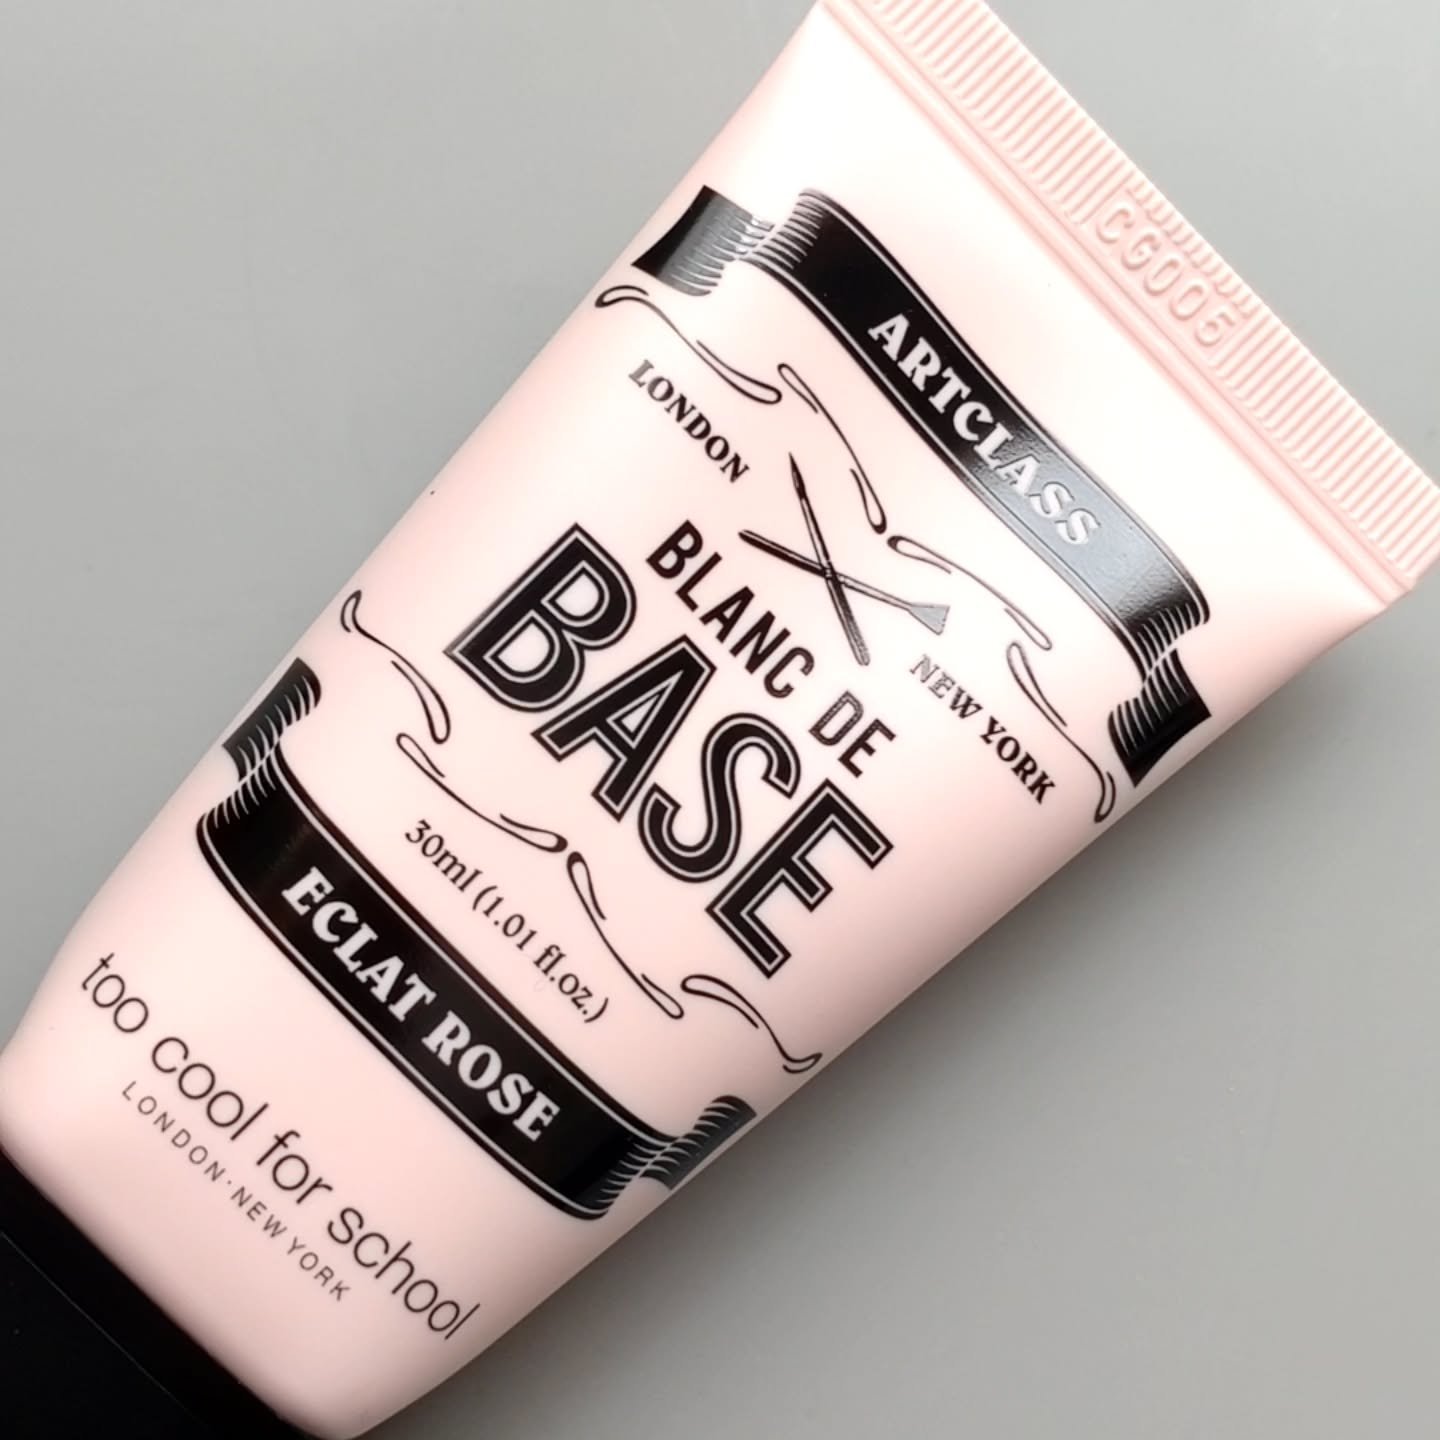 CG005
ARTCLASS
LONDON
NEW YORK
BLANC DE
BASE
30ml (1.01 fl.oz.)
ECLAT ROSE
too cool for school
LONDON·NEW YORK